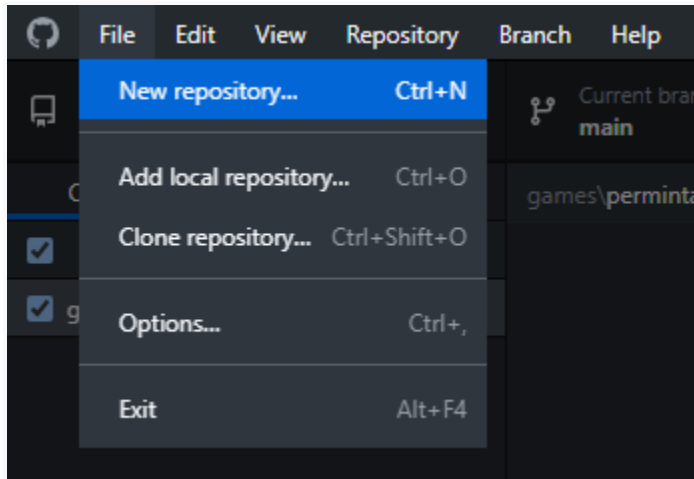 File Edit View Repository Branch Help
New repository... Ctrl+N
Current bra
main
Add local repository... Ctrl+O
games\perminta
Clone repository... Ctrl+Shift+O
Options... Ctrl+,
Exit Alt+F4